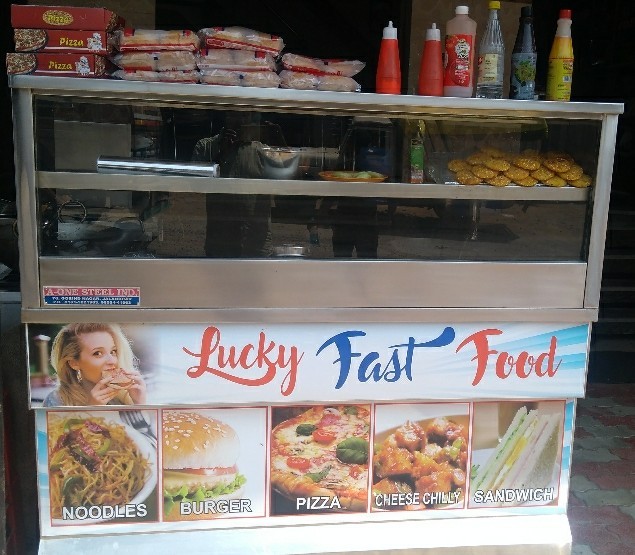 Pizza
Pizza
Pizza
A-ONE STEEL IND.
Lucky Fast Food
NOODLES
BURGER
PIZZA
CHEESE CHILLY
SANDWICH